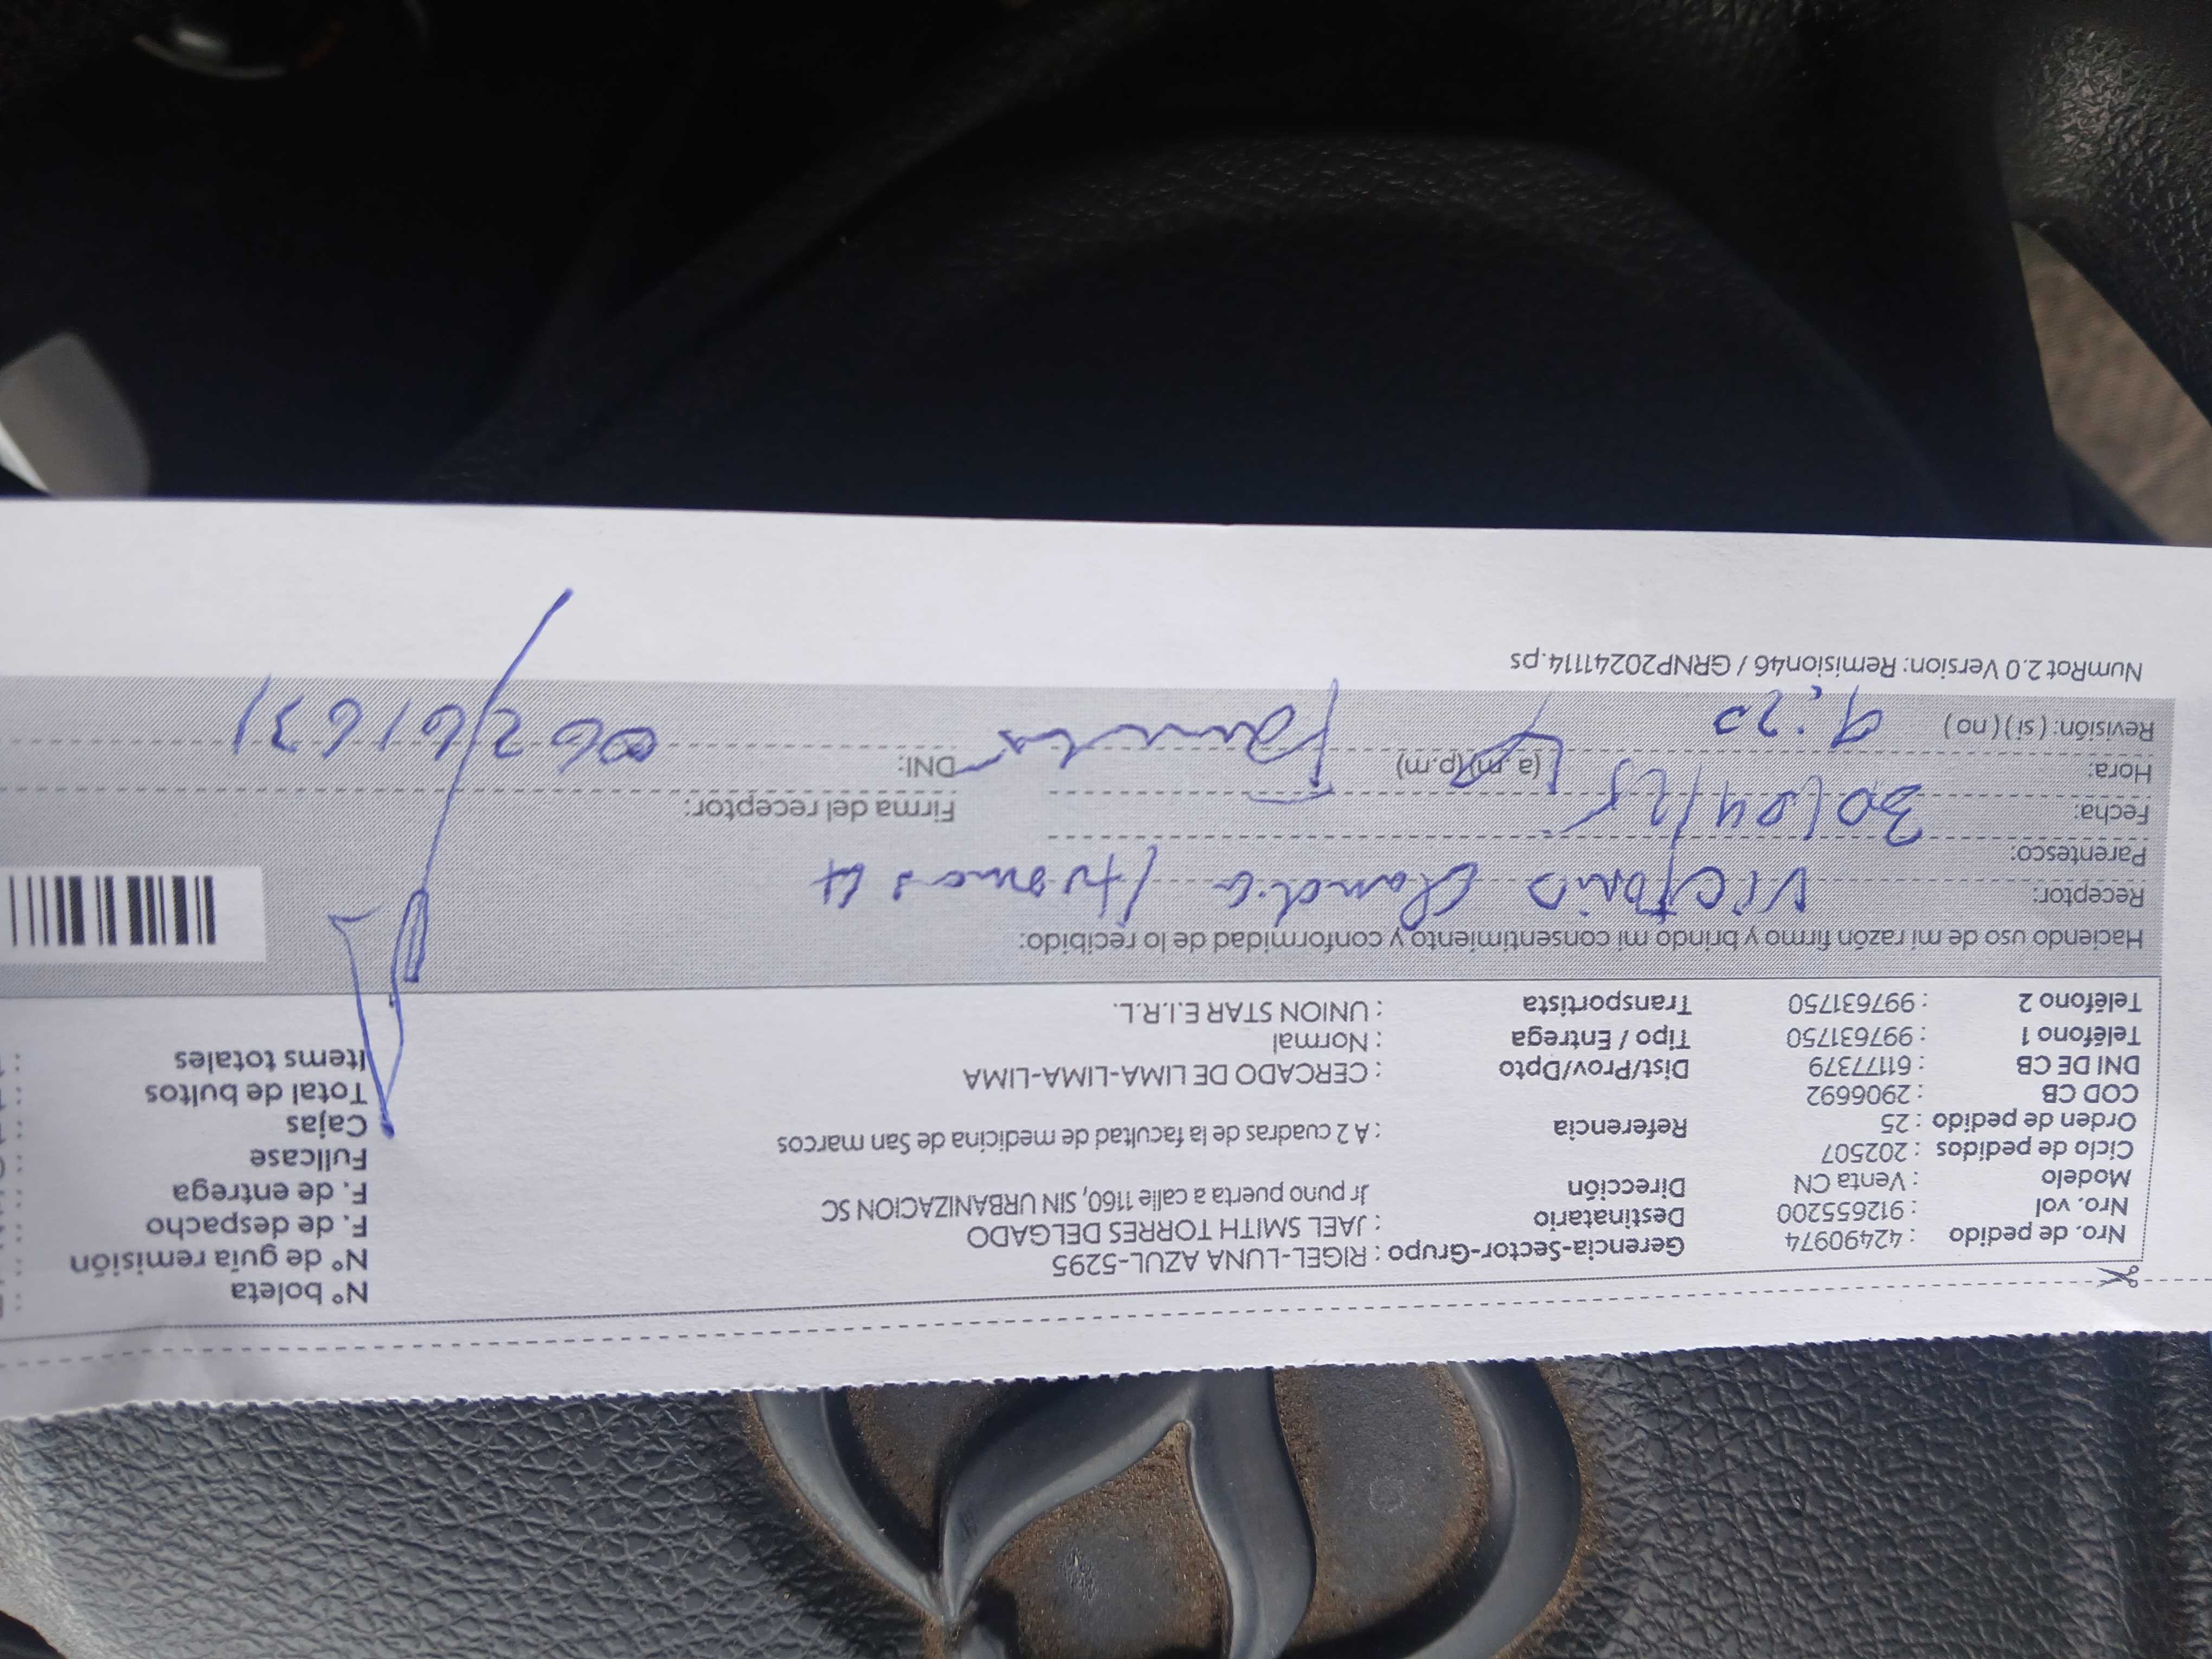 Nro. de pedido : 42490974 Gerencia-Sector-Grupo : RIGEL-LUNA AZUL-5295 N° boleta :
Nro. vol : 912655200 Destinatario : JAEL SMITH TORRES DELGADO N° de guía remisión :
Modelo : Venta CN Dirección Jr puno puerta a calle 1160, SIN URBANIZACION SC F. de despacho :
Ciclo de pedidos : 202507 F. de entrega :
Orden de pedido : 25 Referencia : A 2 cuadras de la facultad de medicina de San marcos Fullcase :
COD CB : 2906692 Cajas :
DNI DE CB : 61177379 Dist/Prov/Dpto : CERCADO DE LIMA-LIMA-LIMA Total de bultos :
Teléfono 1 : 997631750 Tipo / Entrega : Normal Items totales :
Teléfono 2 : 997631750 Transportista : UNION STAR E.I.R.L.
Haciendo uso de mi razón firmo y brindo mi consentimiento y conformidad de lo recibido:
Receptor:
Parentesco:
Fecha: 30/04/25 Firma del receptor:
Hora: (a.m)(p.m) DNI: 06261631
Revisión: (si) (no) 9:20
NumRot 2.0 Version: Remision46 / GRNP20241114.ps